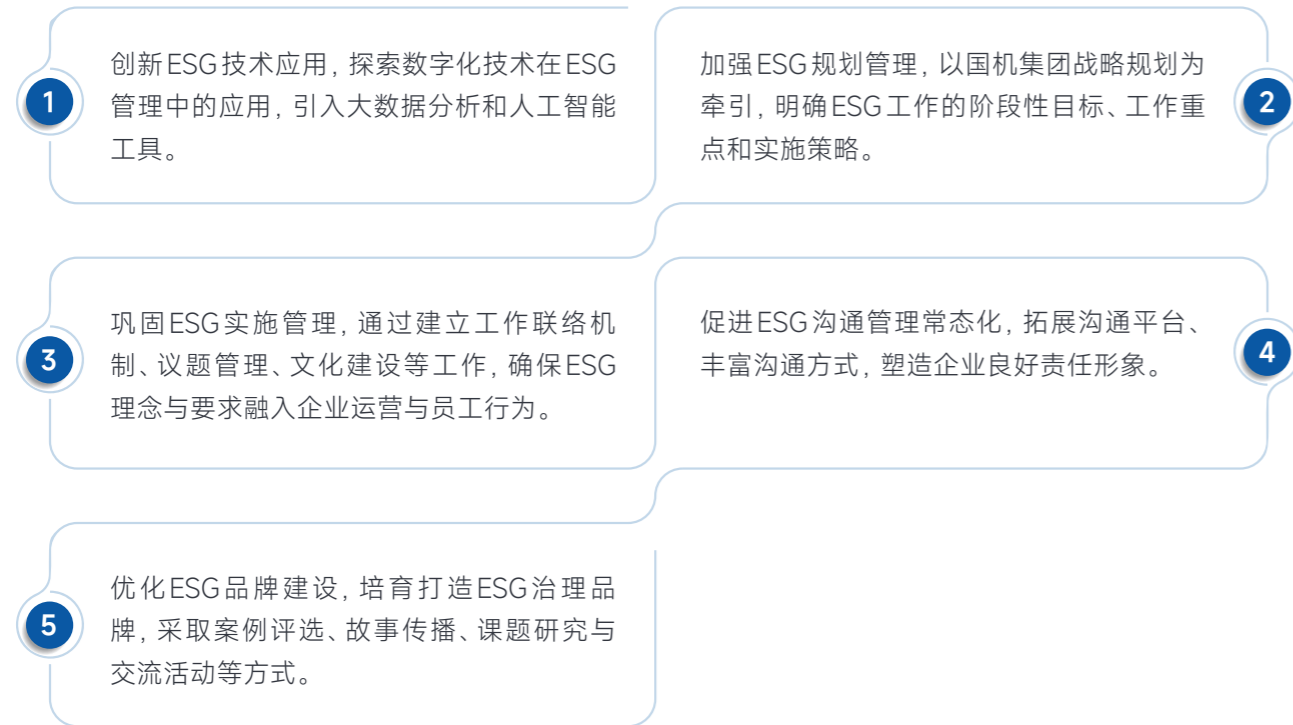 1
创新ESG技术应用，探索数字化技术在ESG
管理中的应用，引入大数据分析和人工智能
工具。
加强ESG规划管理，以国机集团战略规划为
牵引，明确ESG工作的阶段性目标、工作重
点和实施策略。
2
3
巩固ESG实施管理，通过建立工作联络机
制、议题管理、文化建设等工作，确保ESG
理念与要求融入企业运营与员工行为。
促进ESG沟通管理常态化，拓展沟通平台、
丰富沟通方式，塑造企业良好责任形象。
4
5
优化ESG品牌建设，培育打造ESG治理品
牌，采取案例评选、故事传播、课题研究与
交流活动等方式。